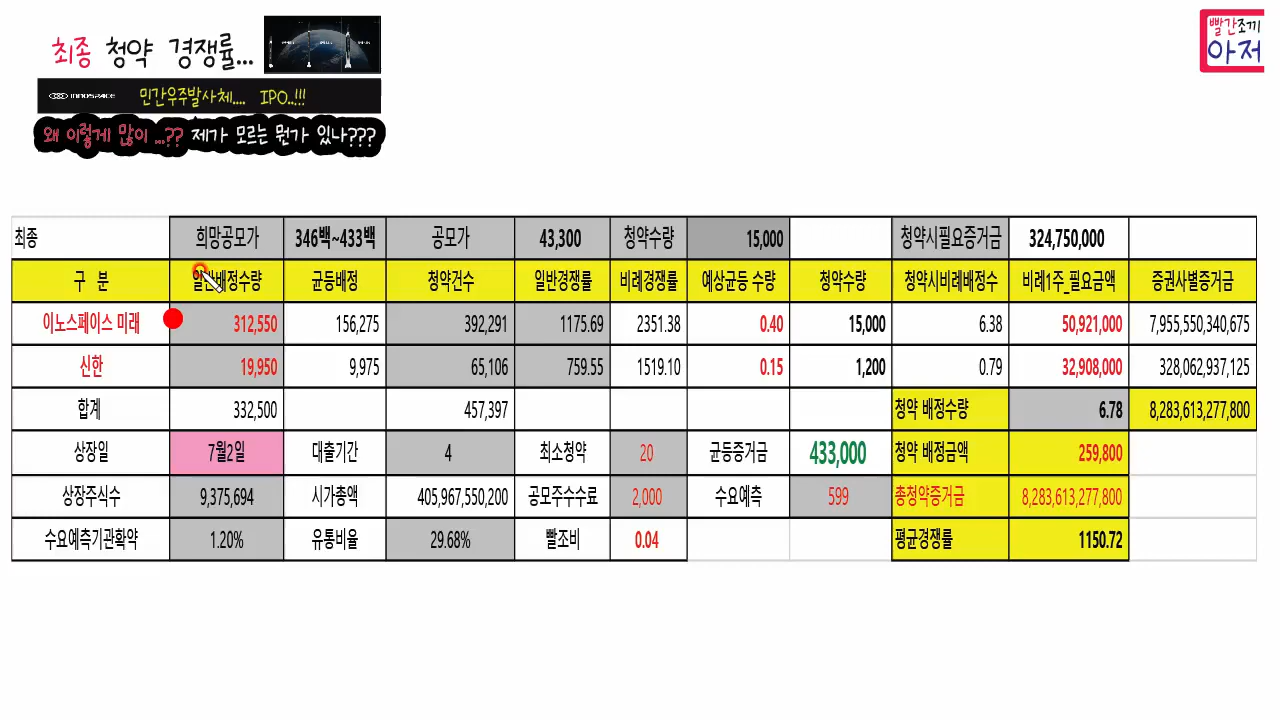 최종 청약 경쟁률...
빨간조끼
아저
INNOSPACE 민간우주발사체.... IPO..!!!
왜 이렇게 많이 ...?? 제가 모르는 뭔가 있나???
최종 희망공모가 346백~433백 공모가 43,300 청약수량 15,000 청약시필요증거금 324,750,000
구 분 일반배정수량 균등배정 청약건수 일반경쟁률 비례경쟁률 예상균등 수량 청약수량 청약시비례배정수 비례1주_필요금액 증권사별증거금
이노스페이스 미래 312,550 156,275 392,291 1175.69 2351.38 0.40 15,000 6.38 50,921,000 7,955,550,340,675
신한 19,950 9,975 65,106 759.55 1519.10 0.15 1,200 0.79 32,908,000 328,062,937,125
합계 332,500 457,397 청약 배정수량 6.78 8,283,613,277,800
상장일 7월2일 대출기간 4 최소청약 20 균등증거금 433,000 청약 배정금액 259,800
상장주식수 9,375,694 시가총액 405,967,550,200 공모주수수료 2,000 수요예측 599 총청약증거금 8,283,613,277,800
수요예측기관확약 1.20% 유통비율 29.68% 빨조비 0.04 평균경쟁률 1150.72